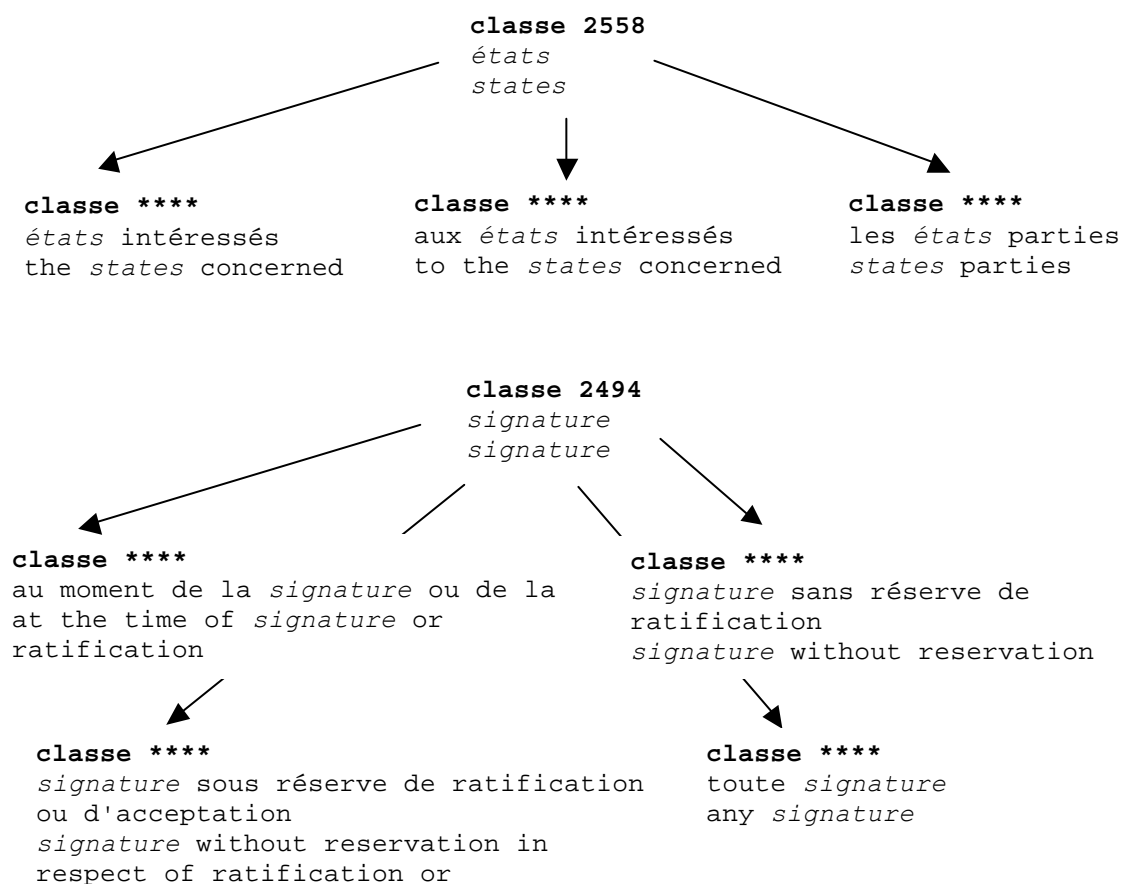 classe 2558
états
states
classe ****
états intéressés
the states concerned
classe ****
aux états intéressés
to the states concerned
classe ****
les états parties
states parties
classe 2494
signature
signature
classe ****
au moment de la signature ou de la
at the time of signature or
ratification
classe ****
signature sans réserve de
ratification
signature without reservation
classe ****
signature sous réserve de ratification
ou d'acceptation
signature without reservation in
respect of ratification or
classe ****
toute signature
any signature